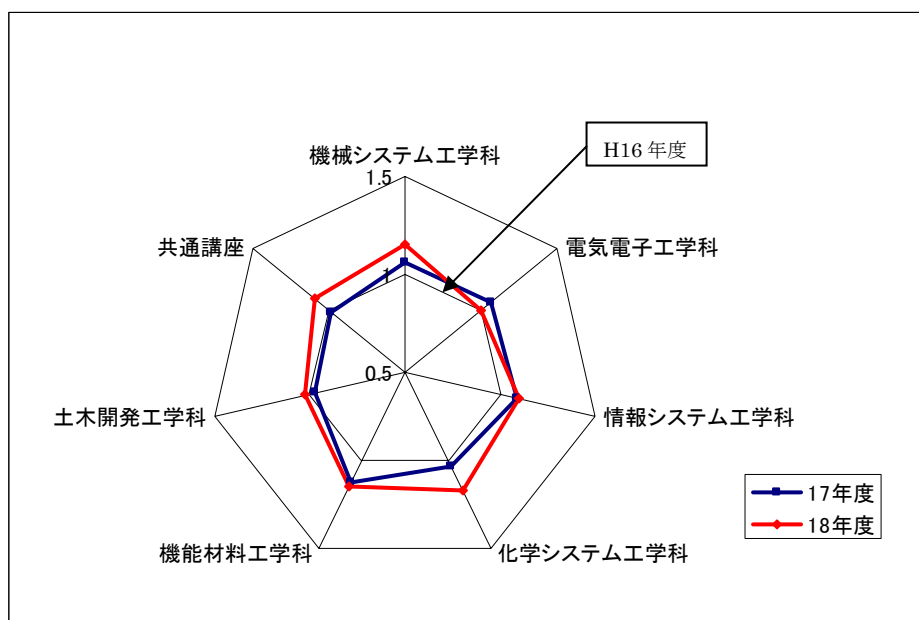 H16 年度
機械システム工学科
1.5
共通講座
電気電子工学科
1
0.5
土木開発工学科
情報システム工学科
17年度
18年度
機能材料工学科
化学システム工学科